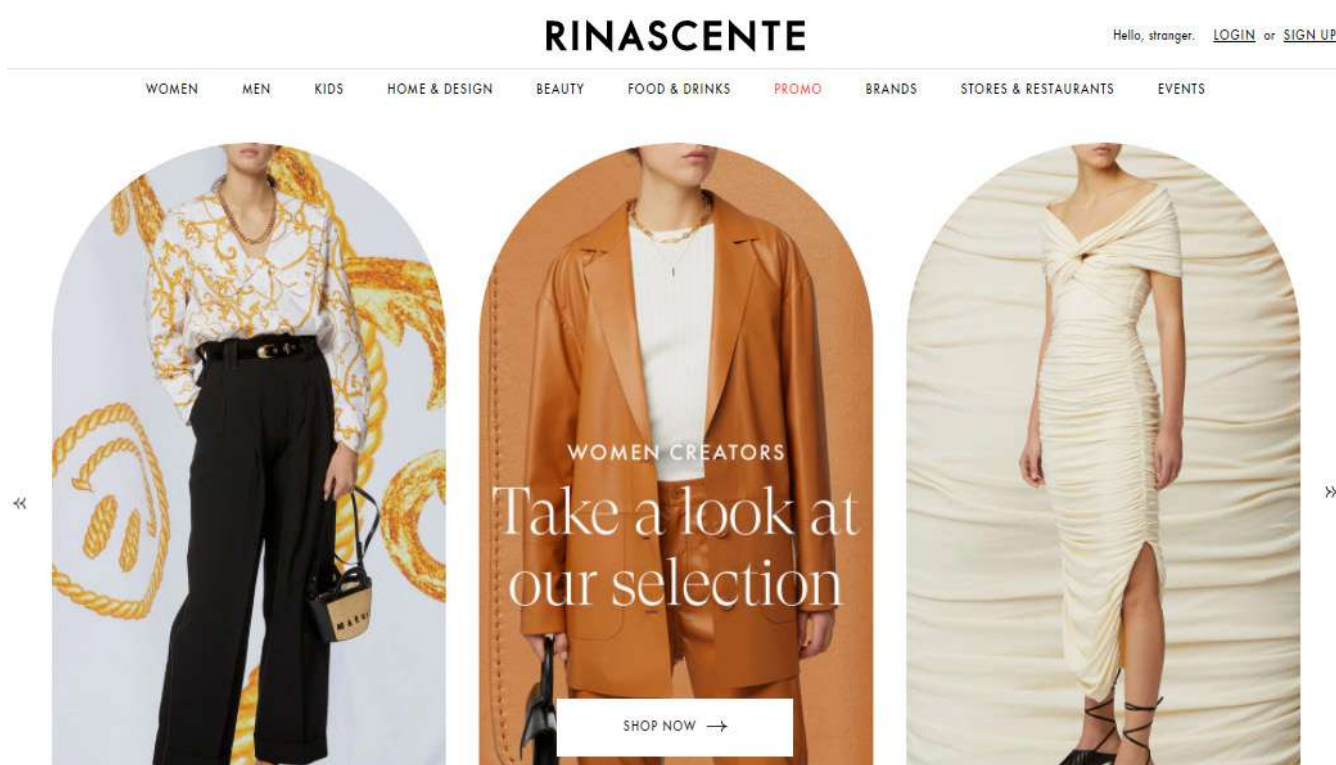 RINASCENTE
Hello, stranger. LOGIN or SIGN UP
WOMEN MEN KIDS HOME & DESIGN BEAUTY FOOD & DRINKS PROMO BRANDS STORES & RESTAURANTS EVENTS
WOMEN CREATORS
Take a look at
our selection
SHOP NOW →